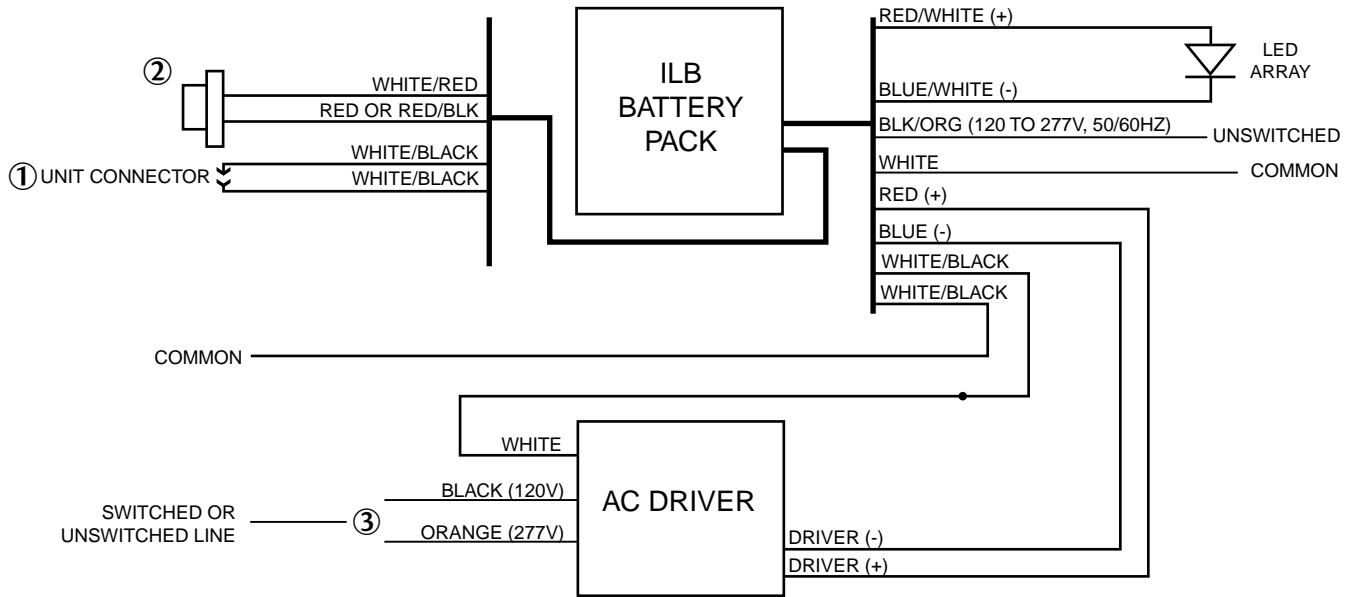 RED/WHITE (+)
LED
ARRAY
②
WHITE/RED
RED OR RED/BLK
ILB
BATTERY
PACK
BLUE/WHITE (-)
BLK/ORG (120 TO 277V, 50/60HZ)
UNSWITCHED
WHITE/BLACK
① UNIT CONNECTOR
WHITE/BLACK
WHITE
COMMON
RED (+)
BLUE (-)
WHITE/BLACK
WHITE/BLACK
COMMON
WHITE
BLACK (120V)
AC DRIVER
SWITCHED OR
UNSWITCHED LINE
③
ORANGE (277V)
DRIVER (-)
DRIVER (+)